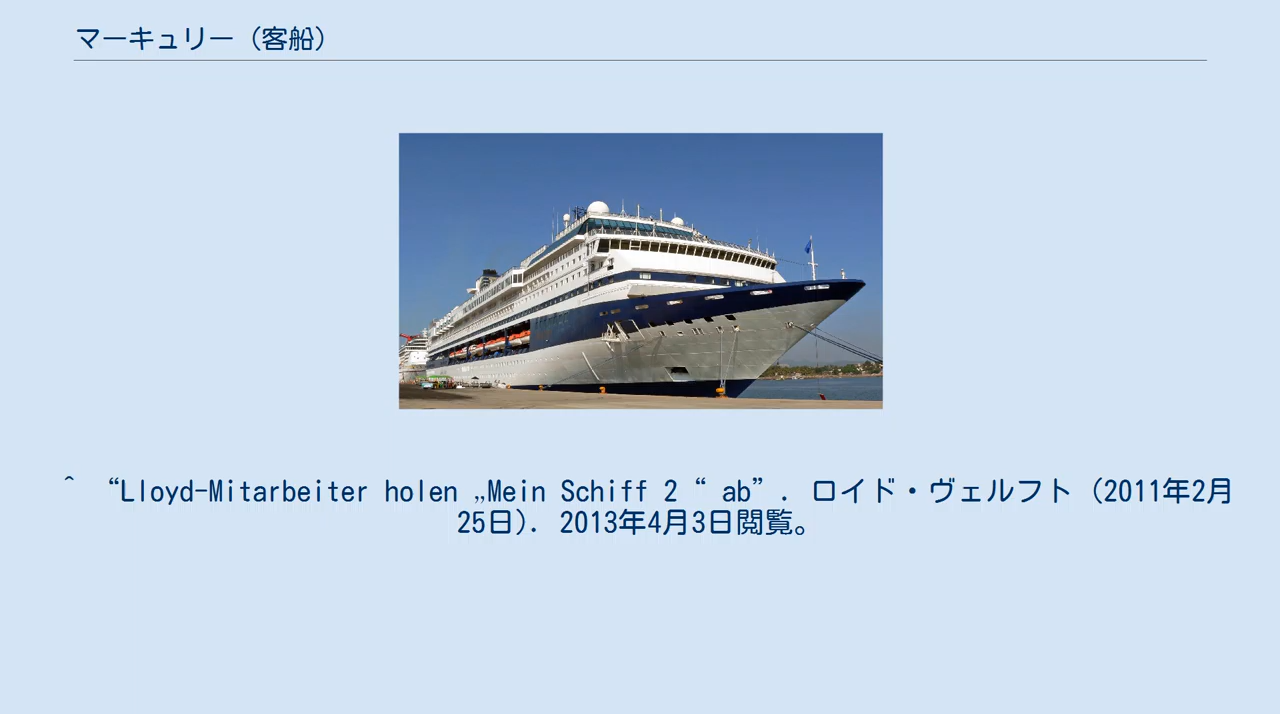 マーキュリー（客船）
^ “Lloyd-Mitarbeiter holen „Mein Schiff 2 “ ab”. ロイド・ヴェルフト (2011年2月
25日). 2013年4月3日閲覧。